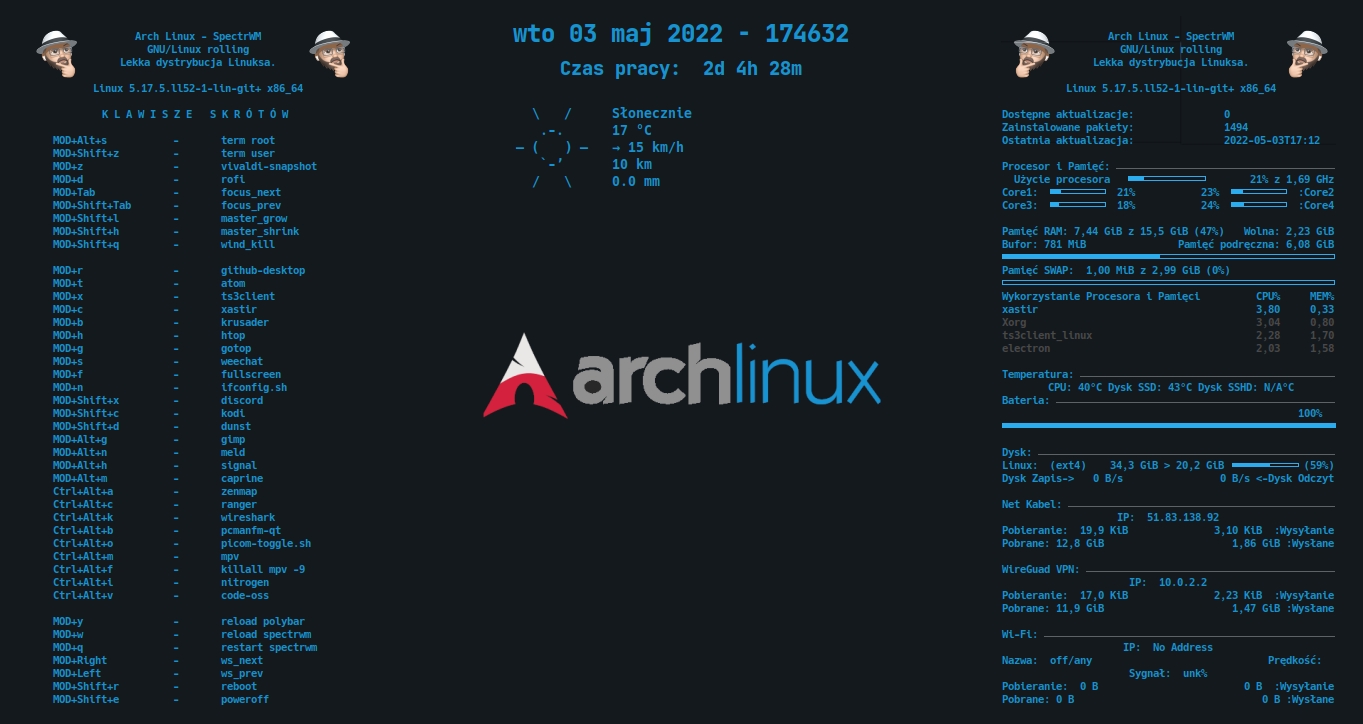 Arch Linux - SpectrWM
GNU/Linux rolling
Lekka dystrybucja Linuksa.
Linux 5.17.5.ll52-1-lin-git+ x86_64
K L A W I S Z E   S K R Ó T Ó W
MOD+Alt+s - term root
MOD+Shift+z - term user
MOD+z - vivaldi-snapshot
MOD+d - rofi
MOD+Tab - focus_next
MOD+Shift+Tab - focus_prev
MOD+Shift+l - master_grow
MOD+Shift+h - master_shrink
MOD+Shift+q - wind_kill
MOD+r - github-desktop
MOD+t - atom
MOD+x - ts3client
MOD+c - xastir
MOD+b - krusader
MOD+h - htop
MOD+g - gotop
MOD+s - weechat
MOD+f - fullscreen
MOD+n - ifconfig.sh
MOD+Shift+x - discord
MOD+Shift+c - kodi
MOD+Shift+d - dunst
MOD+Alt+g - gimp
MOD+Alt+n - meld
MOD+Alt+h - signal
MOD+Alt+m - caprine
Ctrl+Alt+a - zenmap
Ctrl+Alt+c - ranger
Ctrl+Alt+k - wireshark
Ctrl+Alt+b - pcmanfm-qt
Ctrl+Alt+o - picom-toggle.sh
Ctrl+Alt+m - mpv
Ctrl+Alt+f - killall mpv -9
Ctrl+Alt+i - nitrogen
Ctrl+Alt+v - code-oss
MOD+y - reload polybar
MOD+w - reload spectrwm
MOD+q - restart spectrwm
MOD+Right - ws_next
MOD+Left - ws_prev
MOD+Shift+r - reboot
MOD+Shift+e - poweroff
wto 03 maj 2022 - 174632
Czas pracy: 2d 4h 28m
Słonecznie
17 °C
→ 15 km/h
10 km
0.0 mm
archlinux
Arch Linux - SpectrWM
GNU/Linux rolling
Lekka dystrybucja Linuksa.
Linux 5.17.5.ll52-1-lin-git+ x86_64
Dostępne aktualizacje: 0
Zainstalowane pakiety: 1494
Ostatnia aktualizacja: 2022-05-03T17:12
Procesor i Pamięć:
Użycie procesora 21% z 1,69 GHz
Core1: 21% 23% :Core2
Core3: 18% 24% :Core4
Pamięć RAM: 7,44 GiB z 15,5 GiB (47%) Wolna: 2,23 GiB
Bufor: 781 MiB Pamięć podręczna: 6,08 GiB
Pamięć SWAP: 1,00 MiB z 2,99 GiB (0%)
Wykorzystanie Procesora i Pamięci CPU% MEM%
xastir 3,80 0,33
Xorg 3,04 0,80
ts3client_linux 2,28 1,70
electron 2,03 1,58
Temperatura:
CPU: 40°C Dysk SSD: 43°C Dysk SSHD: N/A°C
Bateria:
100%
Dysk:
Linux: (ext4) 34,3 GiB > 20,2 GiB (59%)
Dysk Zapis-> 0 B/s 0 B/s <-Dysk Odczyt
Net Kabel:
IP: 51.83.138.92
Pobieranie: 19,9 KiB 3,10 KiB :Wysyłanie
Pobrane: 12,8 GiB 1,86 GiB :Wysłane
WireGuad VPN:
IP: 10.0.2.2
Pobieranie: 17,0 KiB 2,23 KiB :Wysyłanie
Pobrane: 11,9 GiB 1,47 GiB :Wysłane
Wi-Fi:
IP: No Address
Nazwa: off/any Prędkość:
Sygnał: unk%
Pobieranie: 0 B 0 B :Wysyłanie
Pobrane: 0 B 0 B :Wysłane